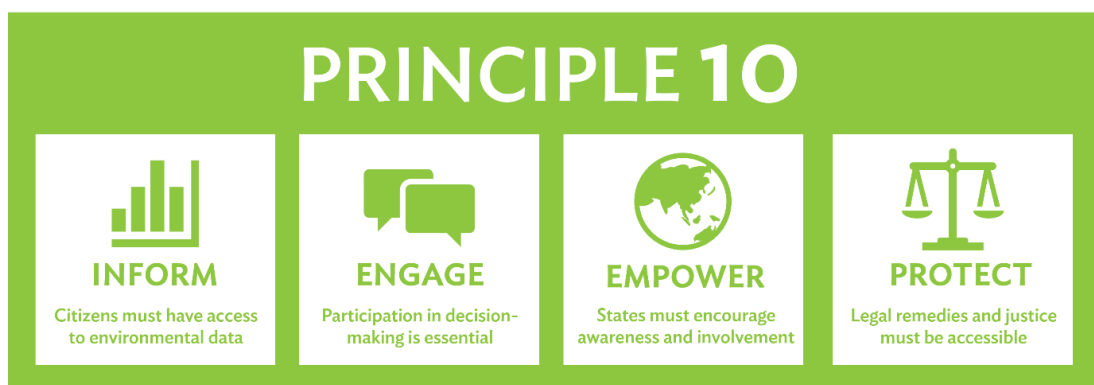 PRINCIPLE 10
INFORM
Citizens must have access
to environmental data
ENGAGE
Participation in decision-
making is essential
EMPOWER
States must encourage
awareness and involvement
PROTECT
Legal remedies and justice
must be accessible